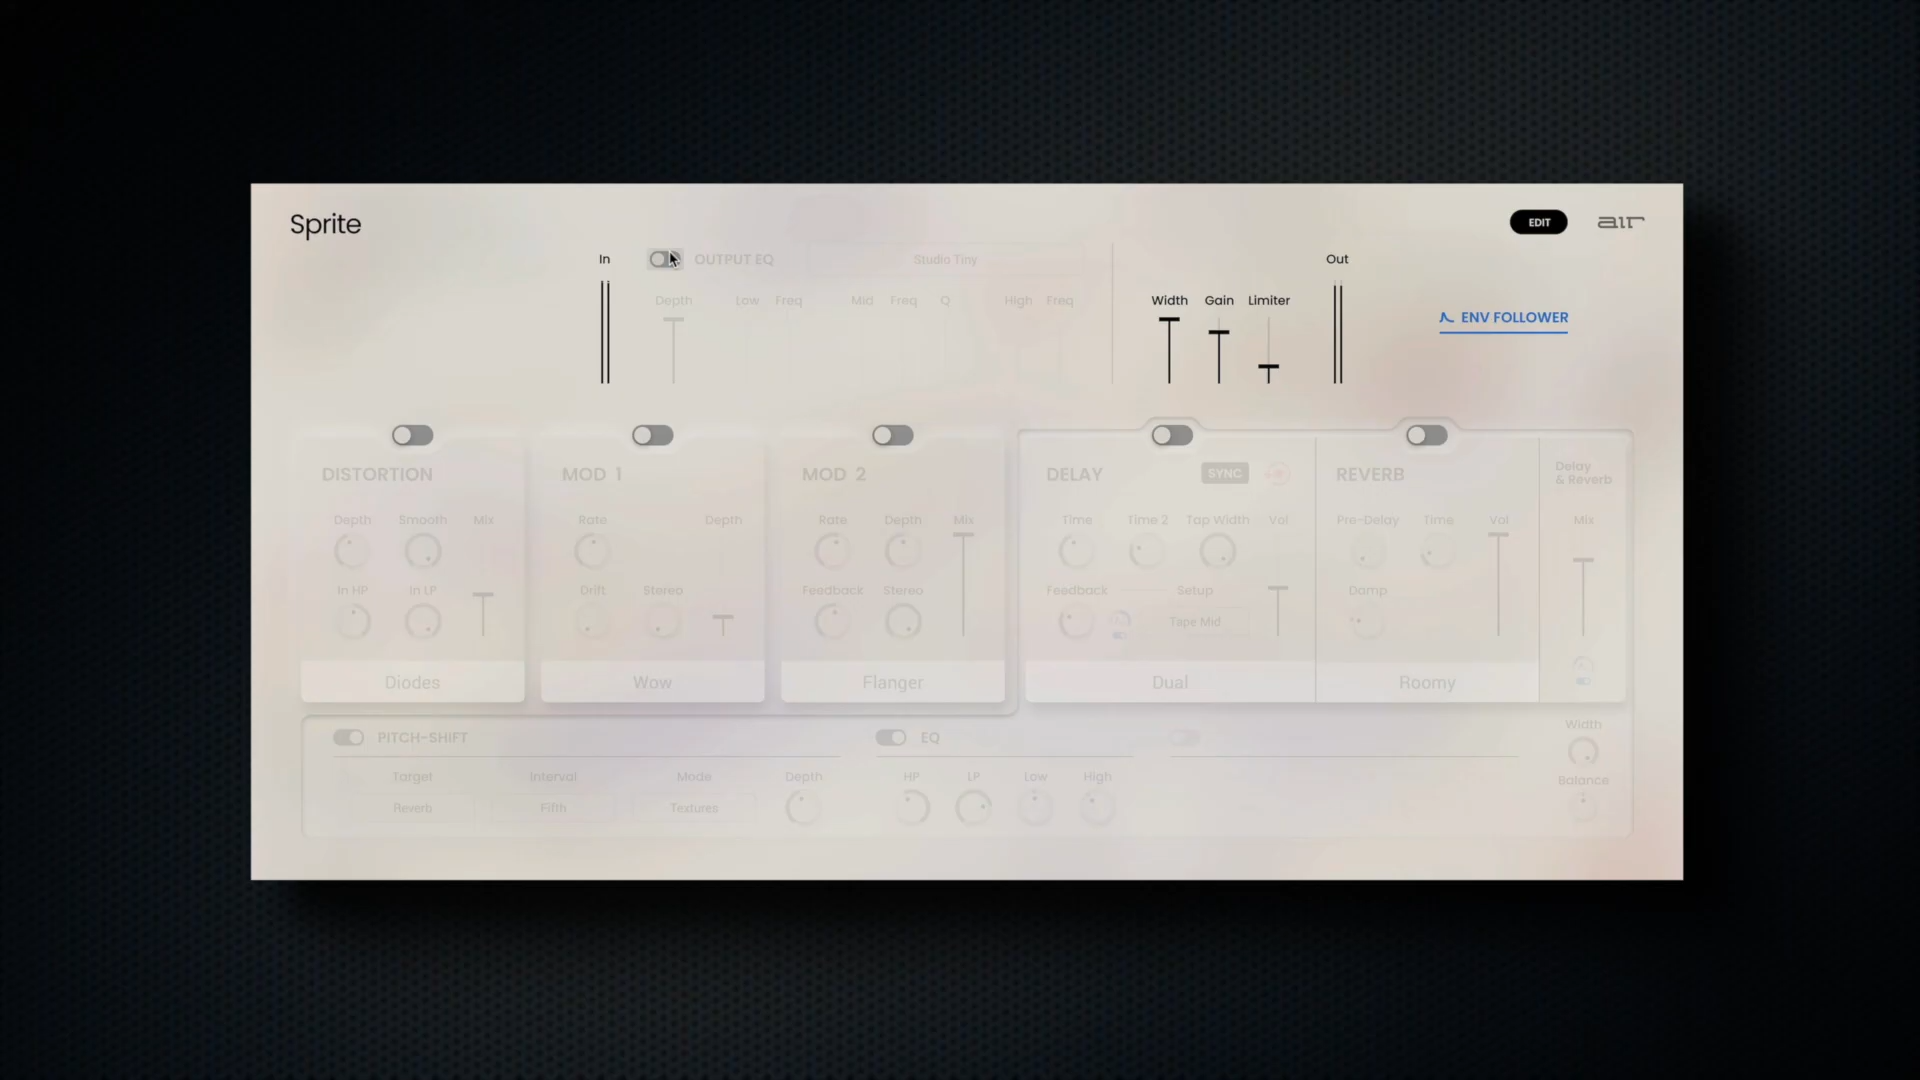 Sprite
EDIT
air
In
OUTPUT EQ
Studio Tiny
Out
Depth
Low
Freq
Mid
Freq
Q
High
Freq
Width
Gain
Limiter
ENV FOLLOWER
DISTORTION
Depth
Smooth
Mix
In HP
In LP
Diodes
MOD 1
Rate
Depth
Drift
Stereo
Wow
MOD 2
Rate
Depth
Mix
Feedback
Stereo
Flanger
DELAY
SYNC
Time
Time 2
Tap Width
Vol
Feedback
Setup
Tape Mid
Dual
REVERB
Pre-Delay
Time
Vol
Damp
Roomy
Delay
& Reverb
Mix
PITCH-SHIFT
Target
Interval
Mode
Depth
Reverb
Fifth
Textures
EQ
HP
LP
Low
High
Width
Balance